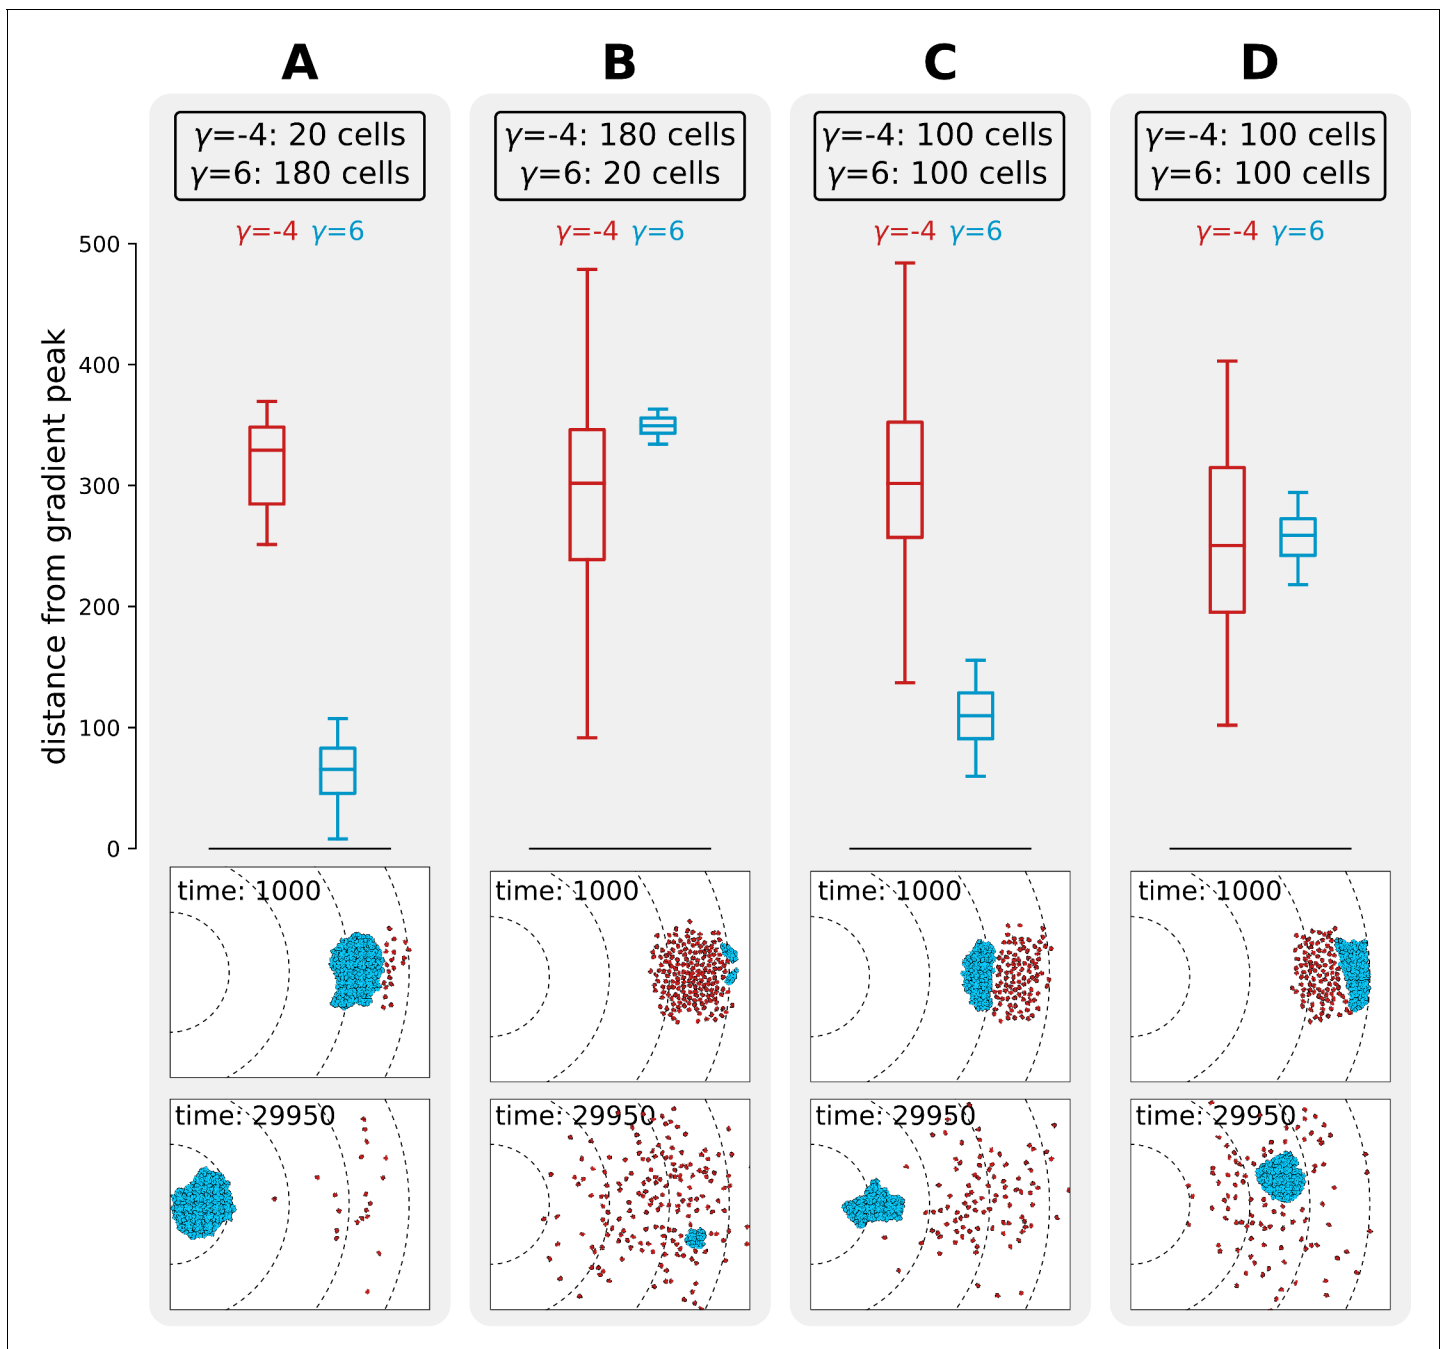 A
B
C
D
γ=-4: 20 cells
γ=6: 180 cells
γ=-4: 180 cells
γ=6: 20 cells
γ=-4: 100 cells
γ=6: 100 cells
γ=-4: 100 cells
γ=6: 100 cells
γ=-4 γ=6
γ=-4 γ=6
γ=-4 γ=6
γ=-4 γ=6
distance from gradient peak
500
400
300
200
100
0
time: 1000
time: 1000
time: 1000
time: 1000
time: 29950
time: 29950
time: 29950
time: 29950